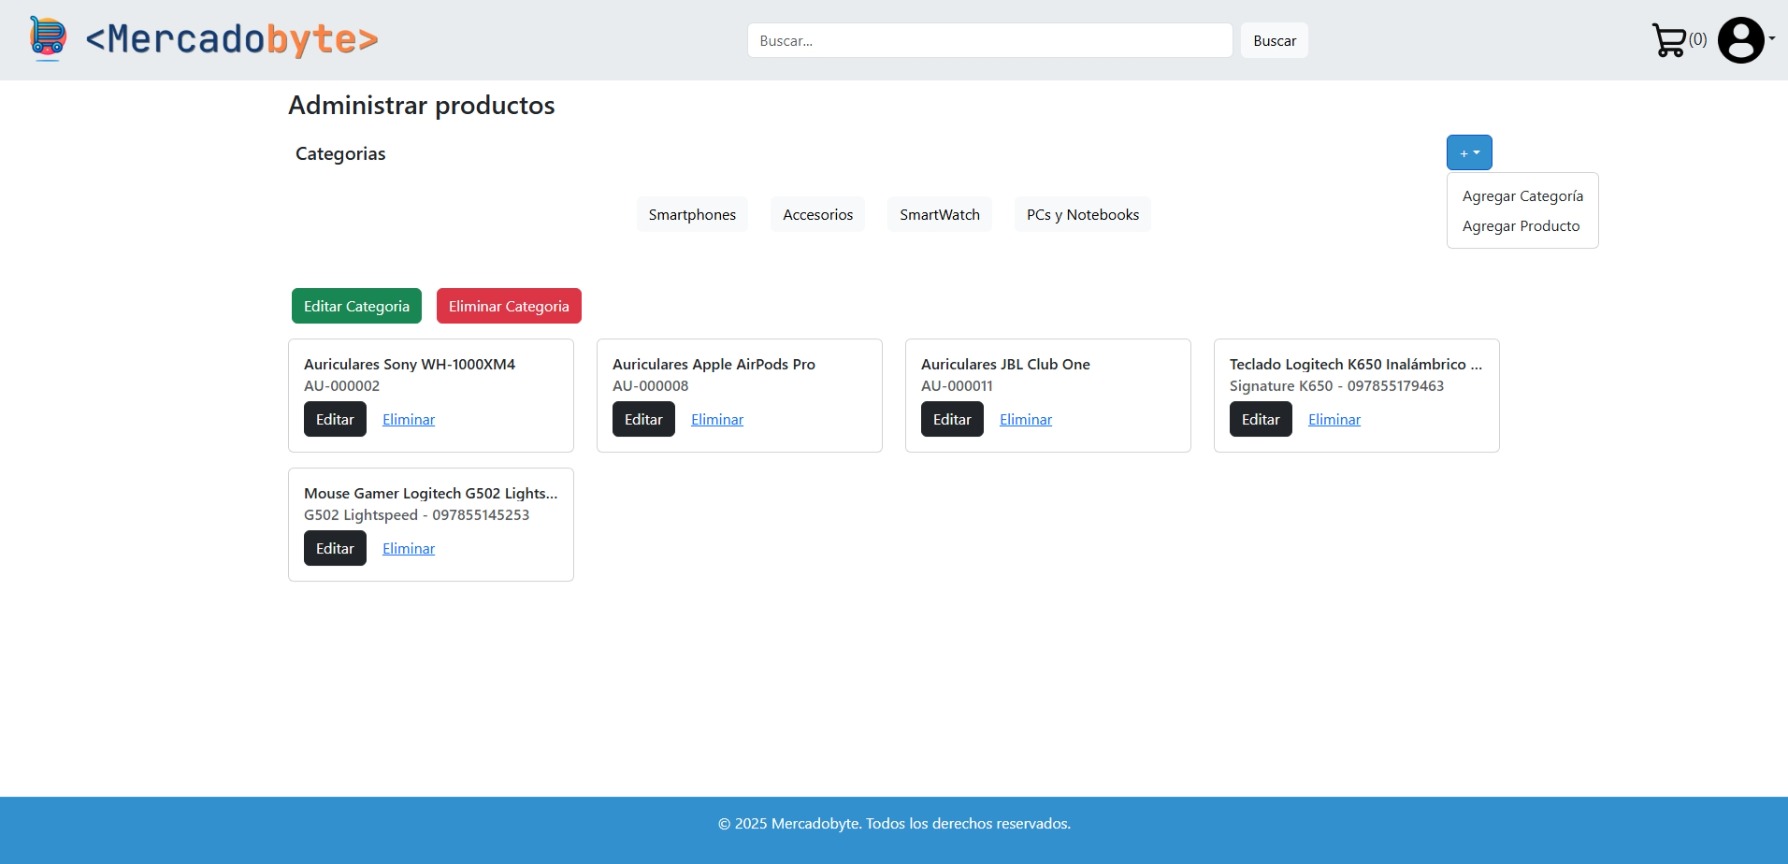 <Mercadobyte>
Buscar...
Buscar
(0)
Administrar productos
Categorias
+
Agregar Categoría
Agregar Producto
Smartphones
Accesorios
SmartWatch
PCs y Notebooks
Editar Categoria
Eliminar Categoria
Auriculares Sony WH-1000XM4
AU-000002
Editar
Eliminar
Auriculares Apple AirPods Pro
AU-000008
Editar
Eliminar
Auriculares JBL Club One
AU-000011
Editar
Eliminar
Teclado Logitech K650 Inalámbrico ...
Signature K650 - 097855179463
Editar
Eliminar
Mouse Gamer Logitech G502 Lights...
G502 Lightspeed - 097855145253
Editar
Eliminar
© 2025 Mercadobyte. Todos los derechos reservados.